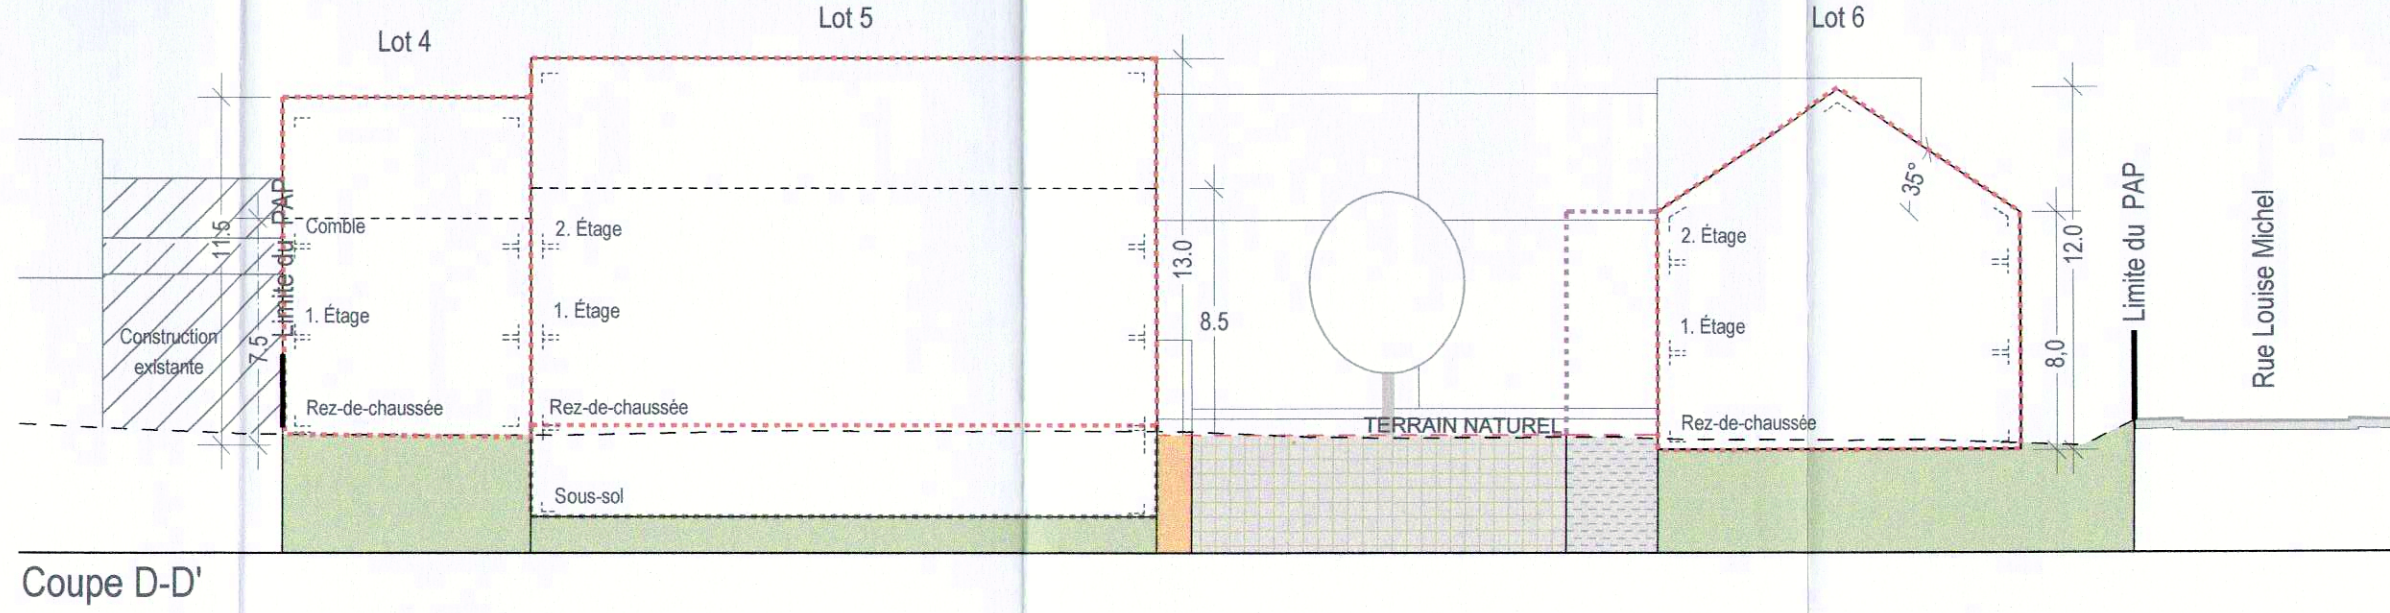 Lot 4
Lot 5
Lot 6
11.5
7.5
Limite du PAP
Construction
existante
Comble
1. Étage
Rez-de-chaussée
2. Étage
1. Étage
Rez-de-chaussée
Sous-sol
13.0
8.5
TERRAIN NATUREL
35°
2. Étage
1. Étage
Rez-de-chaussée
8,0
12.0
Limite du PAP
Rue Louise Michel
Coupe D-D'